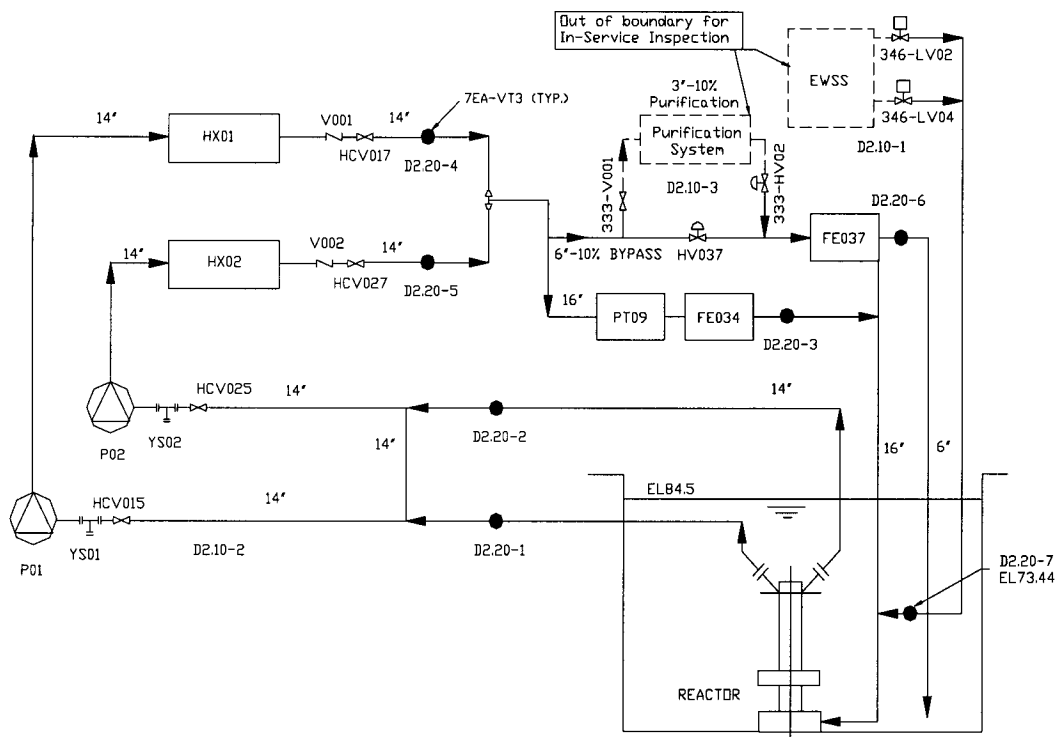 Out of boundary for
In-Service Inspection
EWSS
346-LV02
346-LV04
D2.10-1
7EA-VT3 (TYP.)
3"-10%
Purification
Purification
System
D2.10-3
333-V001
333-HV02
14"
HX01
V001
HCV017
14"
D2.20-4
14"
HX02
V002
HCV027
14"
D2.20-5
6"-10% BYPASS
HV037
FE037
D2.20-6
16"
PT09
FE034
D2.20-3
P02
YS02
HCV025
14"
D2.20-2
14"
14"
16"
6"
P01
YS01
HCV015
14"
D2.10-2
D2.20-1
EL84.5
D2.20-7
EL73.44
REACTOR